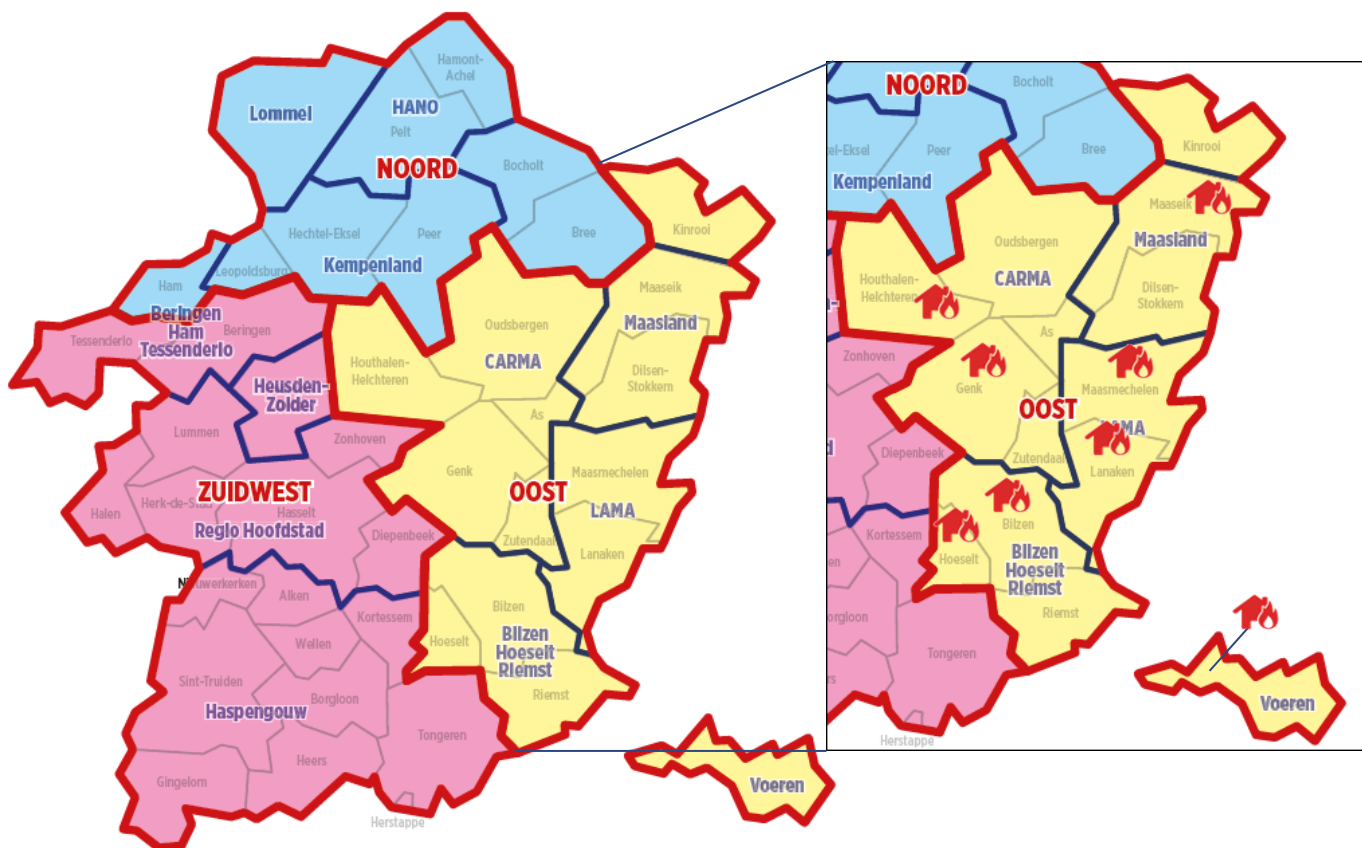 Hamont-
Achel
Lommel
HANO
Pelt
NOORD
Bocholt
Kinrooi
Hechtel-Eksel
Peer
Bree
Kempenland
Leopoldsburg
Ham
Maaseik
Beringen
Ham
Tessenderlo
Tessenderlo
Beringen
Oudsbergen
Maasland
CARMA
Houthalen-
Helchteren
Dilsen-
Stokkem
Heusden-
Zolder
As
Lummen
Zonhoven
Genk
Maasmechelen
ZUIDWEST
OOST
Herk-de-Stad
Halen
Hasselt
LAMA
Regio Hoofdstad
Diepenbeek
Zutendaal
Lanaken
Nieuwerkerken
Alken
Kortessem
Bilzen
Wellen
Hoeselt
Bilzen
Hoeselt
Riemst
Sint-Truiden
Borgloon
Riemst
Haspengouw
Tongeren
Heers
Gingelom
Voeren
Herstappe
NOORD
Bocholt
tel-Eksel
Peer
Bree
Kinrooi
Kempenland
Maaseik
Oudsbergen
Maasland
CARMA
Houthalen-
Helchteren
Dilsen-
Stokkem
As
Zonhoven
Genk
Maasmechelen
OOST
LAMA
Diepenbeek
Zutendaal
Lanaken
Kortessem
Bilzen
Hoeselt
Bilzen
Hoeselt
Riemst
Riemst
orgloon
Tongeren
Voeren
Herstappe